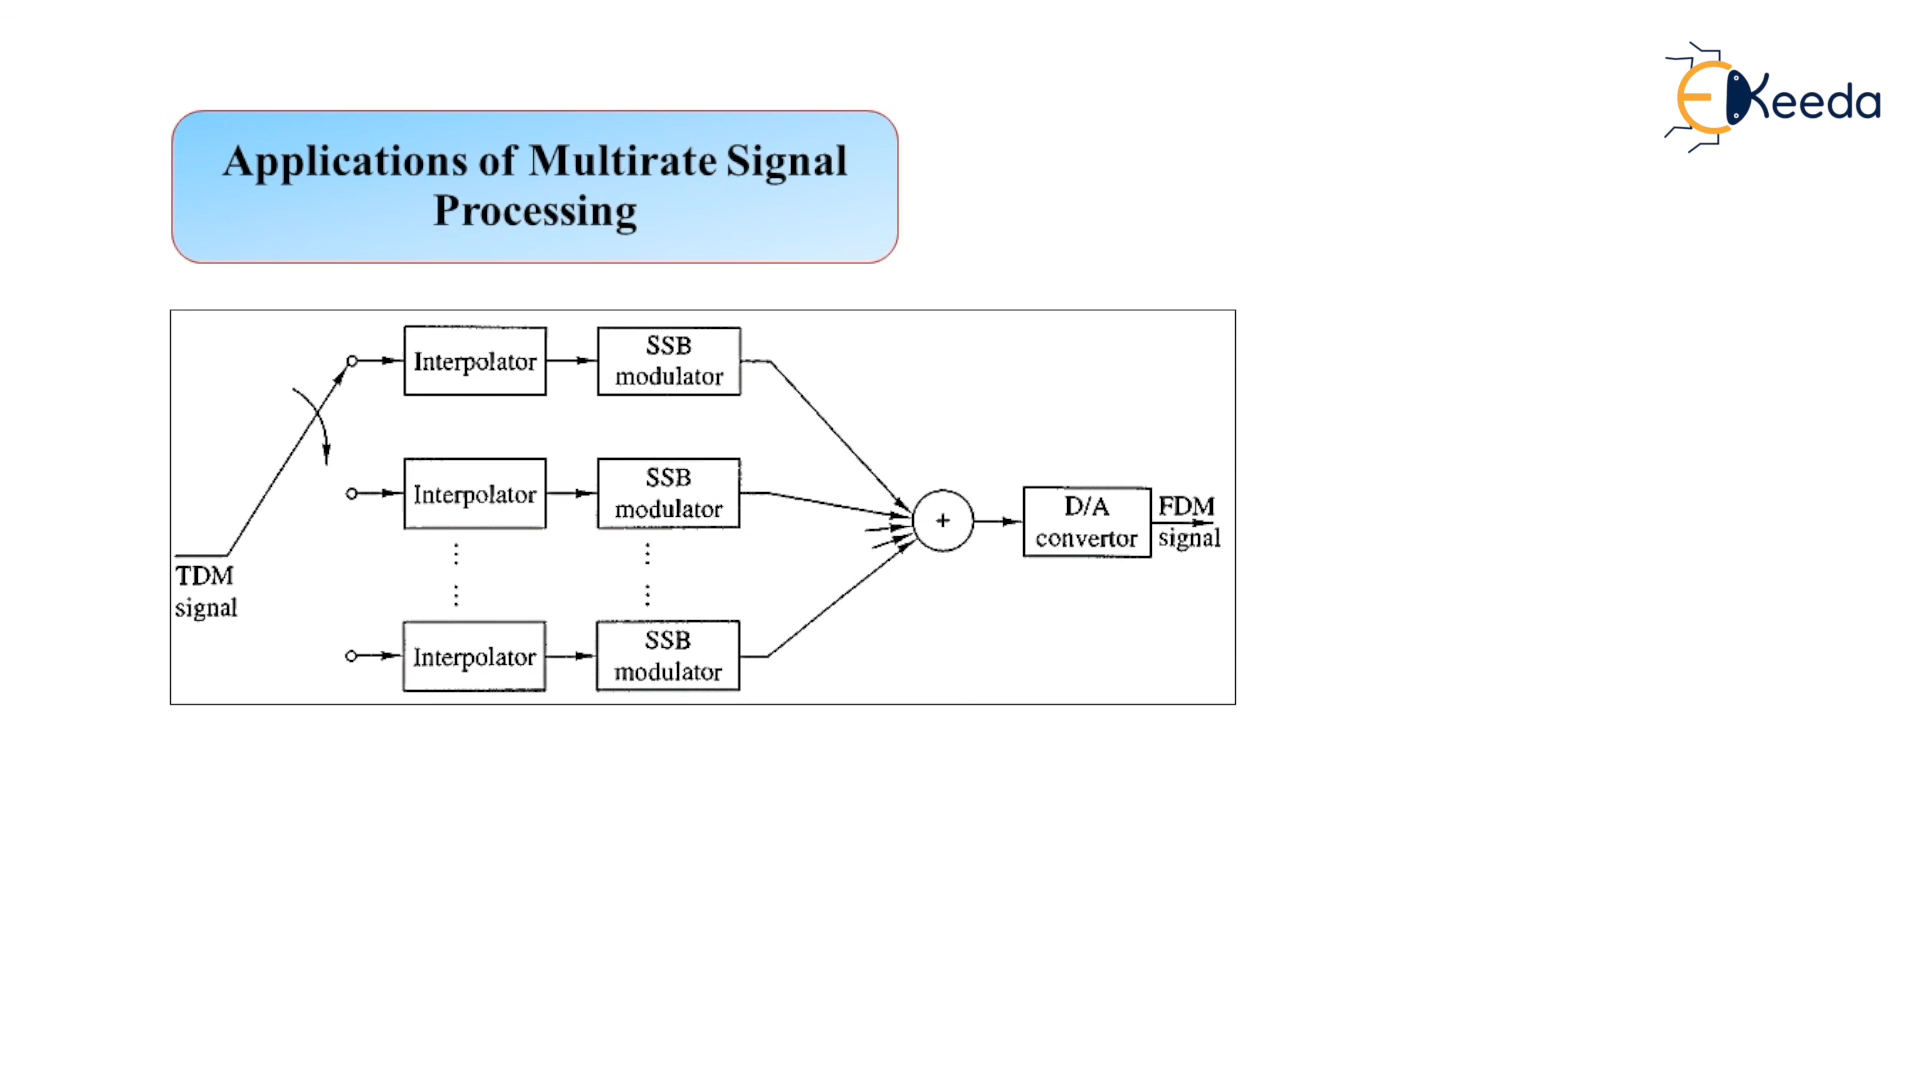 EKeeda
Applications of Multirate Signal
Processing
Interpolator
SSB
modulator
Interpolator
SSB
modulator
+
D/A
convertor
FDM
signal
TDM
signal
Interpolator
SSB
modulator